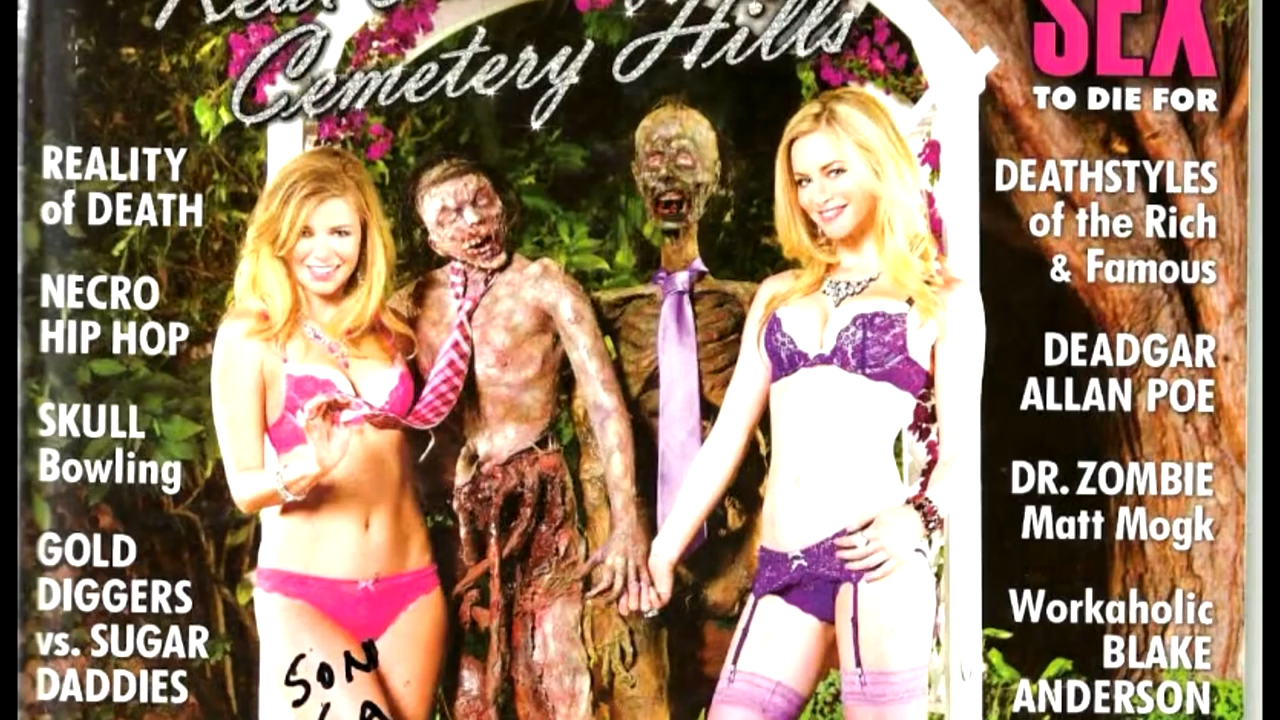 Cemetery Hills
SEX
TO DIE FOR
REALITY
of DEATH
NECRO
HIP HOP
SKULL
Bowling
GOLD
DIGGERS
vs. SUGAR
DADDIES
DEATHSTYLES
of the Rich
& Famous
DEADGAR
ALLAN POE
DR. ZOMBIE
Matt Mogk
Workaholic
BLAKE
ANDERSON
SON